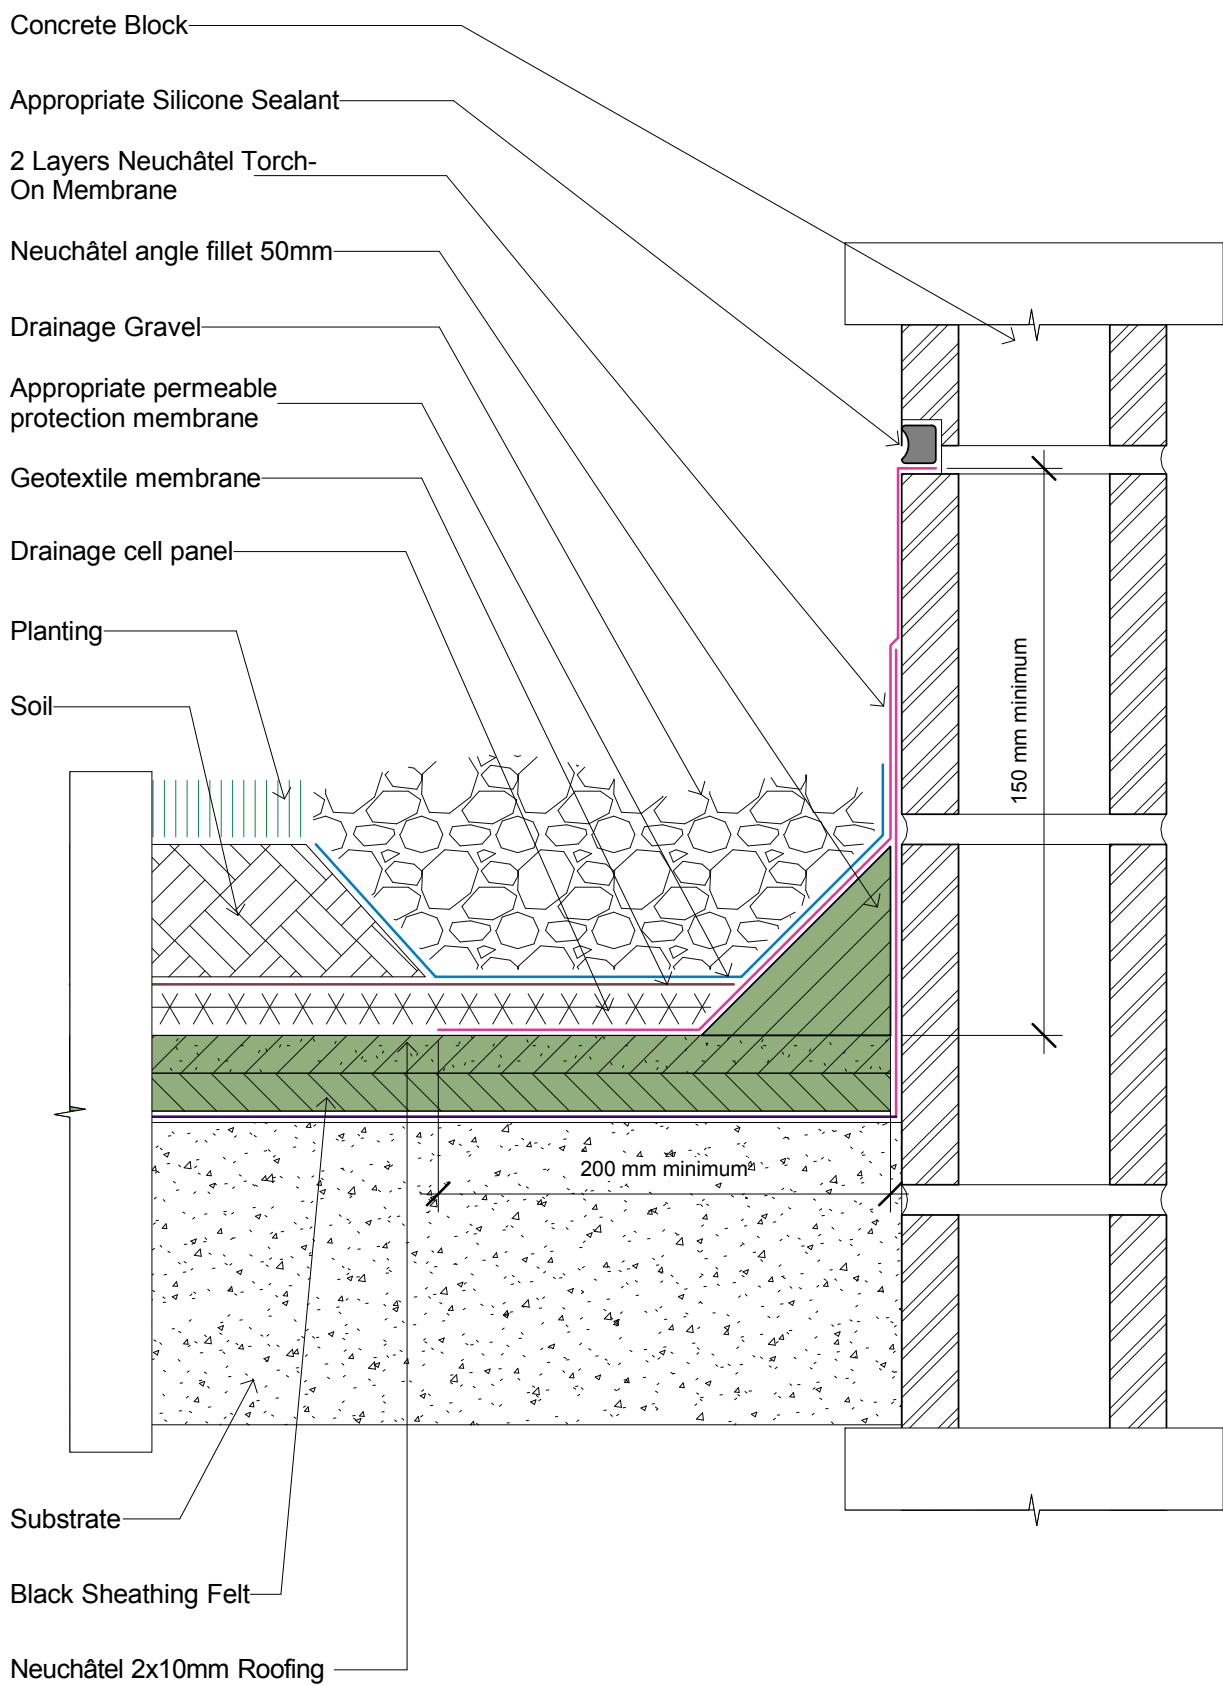 Concrete Block
Appropriate Silicone Sealant
2 Layers Neuchâtel Torch-
On Membrane
Neuchâtel angle fillet 50mm
Drainage Gravel
Appropriate permeable
protection membrane
Geotextile membrane
Drainage cell panel
Planting
Soil
150 mm minimum
200 mm minimum
Substrate
Black Sheathing Felt
Neuchâtel 2x10mm Roofing